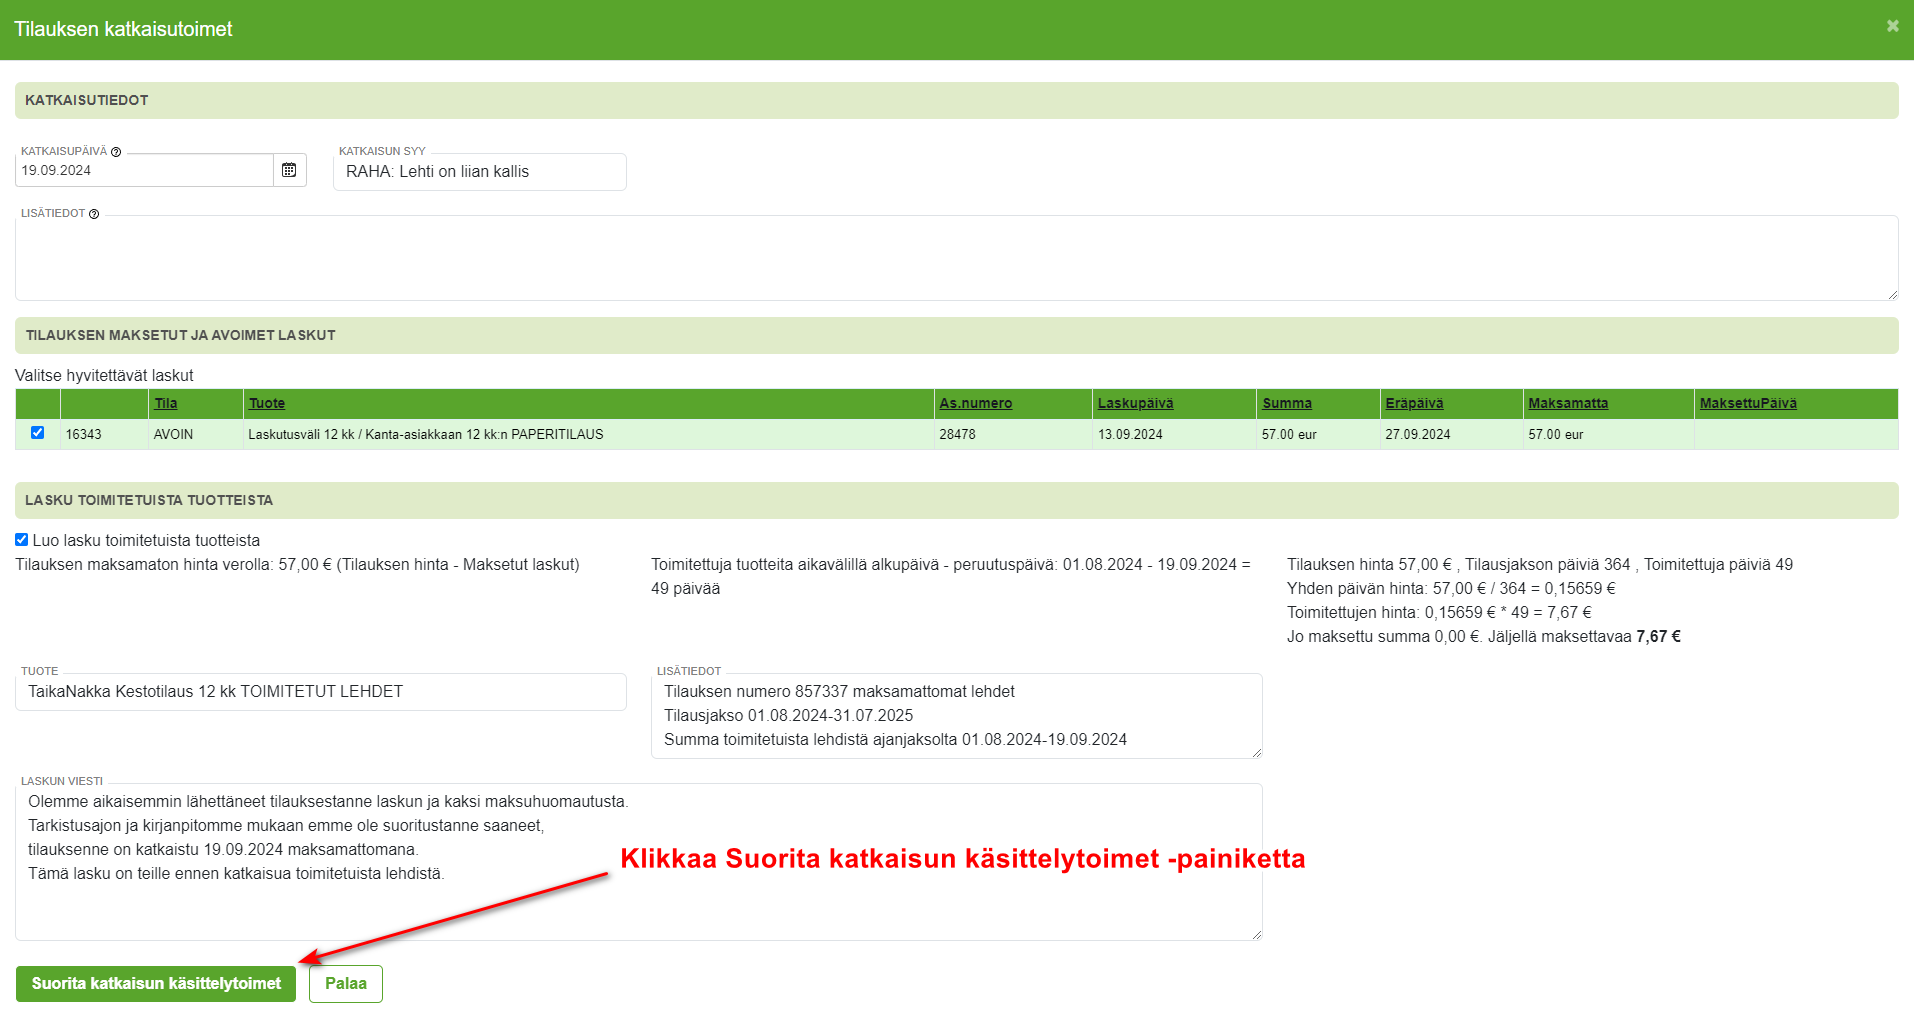 Tilauksen katkaisutoimet
KATKAISUTIEDOT
KATKAISUPÄIVÄ
19.09.2024
KATKAISUN SYY
RAHA: Lehti on liian kallis
LISÄTIEDOT
TILAUKSEN MAKSETUT JA AVOIMET LASKUT
Valitse hyvitettävät laskut
Tila Tuote As.numero Laskupäivä Summa Eräpäivä Maksamatta MaksettuPäivä
16343 AVOIN Laskutusväli 12 kk / Kanta-asiakkaan 12 kk:n PAPERITILAUS 28478 13.09.2024 57.00 eur 27.09.2024 57.00 eur
LASKU TOIMITETUISTA TUOTTEISTA
Luo lasku toimitetuista tuotteista
Tilauksen maksamaton hinta verolla: 57,00 € (Tilauksen hinta - Maksetut laskut)
Toimitettuja tuotteita aikavälillä alkupäivä - peruutuspäivä: 01.08.2024 - 19.09.2024 =
49 päivää
Tilauksen hinta 57,00 € , Tilausjakson päiviä 364 , Toimitettuja päiviä 49
Yhden päivän hinta: 57,00 € / 364 = 0,15659 €
Toimitettujen hinta: 0,15659 € * 49 = 7,67 €
Jo maksettu summa 0,00 €. Jäljellä maksettavaa 7,67 €
TUOTE
TaikaNakka Kestotilaus 12 kk TOIMITETUT LEHDET
LISÄTIEDOT
Tilauksen numero 857337 maksamattomat lehdet
Tilausjakso 01.08.2024-31.07.2025
Summa toimitetuista lehdistä ajanjaksolta 01.08.2024-19.09.2024
LASKUN VIESTI
Olemme aikaisemmin lähettäneet tilauksestanne laskun ja kaksi maksuhuomautusta.
Tarkistusajon ja kirjanpitomme mukaan emme ole suoritustanne saaneet,
tilauksenne on katkaistu 19.09.2024 maksamattomana.
Tämä lasku on teille ennen katkaisua toimitetuista lehdistä.
Klikkaa Suorita katkaisun käsittelytoimet -painiketta
Suorita katkaisun käsittelytoimet
Palaa